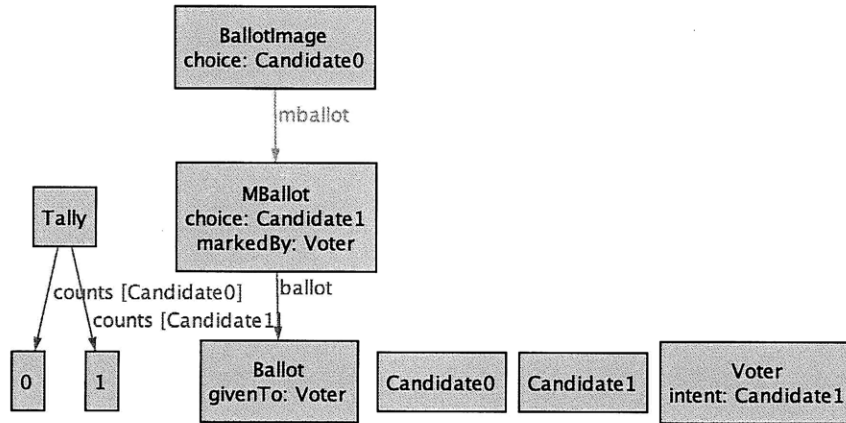 BallotImage
choice: Candidate0
mballot
MBallot
choice: Candidate1
markedBy: Voter
Tally
counts [Candidate0]
counts [Candidate1]
ballot
0
1
Ballot
givenTo: Voter
Candidate0
Candidate1
Voter
intent: Candidate1